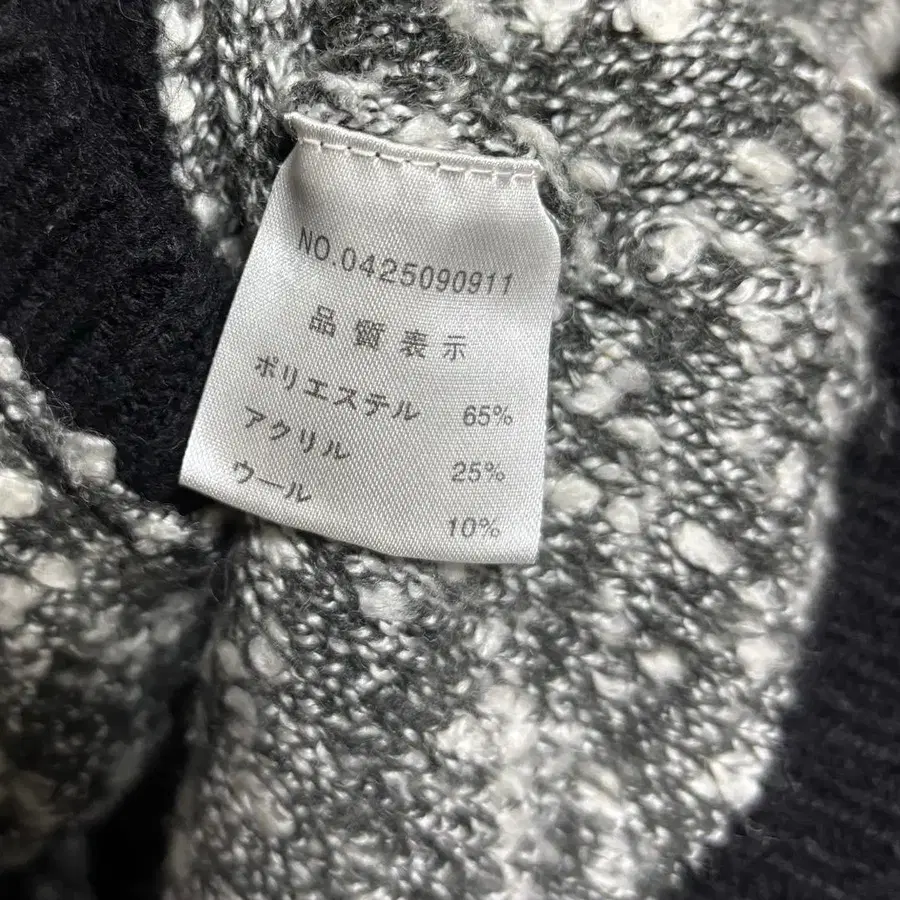 NO.0425090911
品質表示
ポリエステル 65%
アクリル 25%
ウール 10%